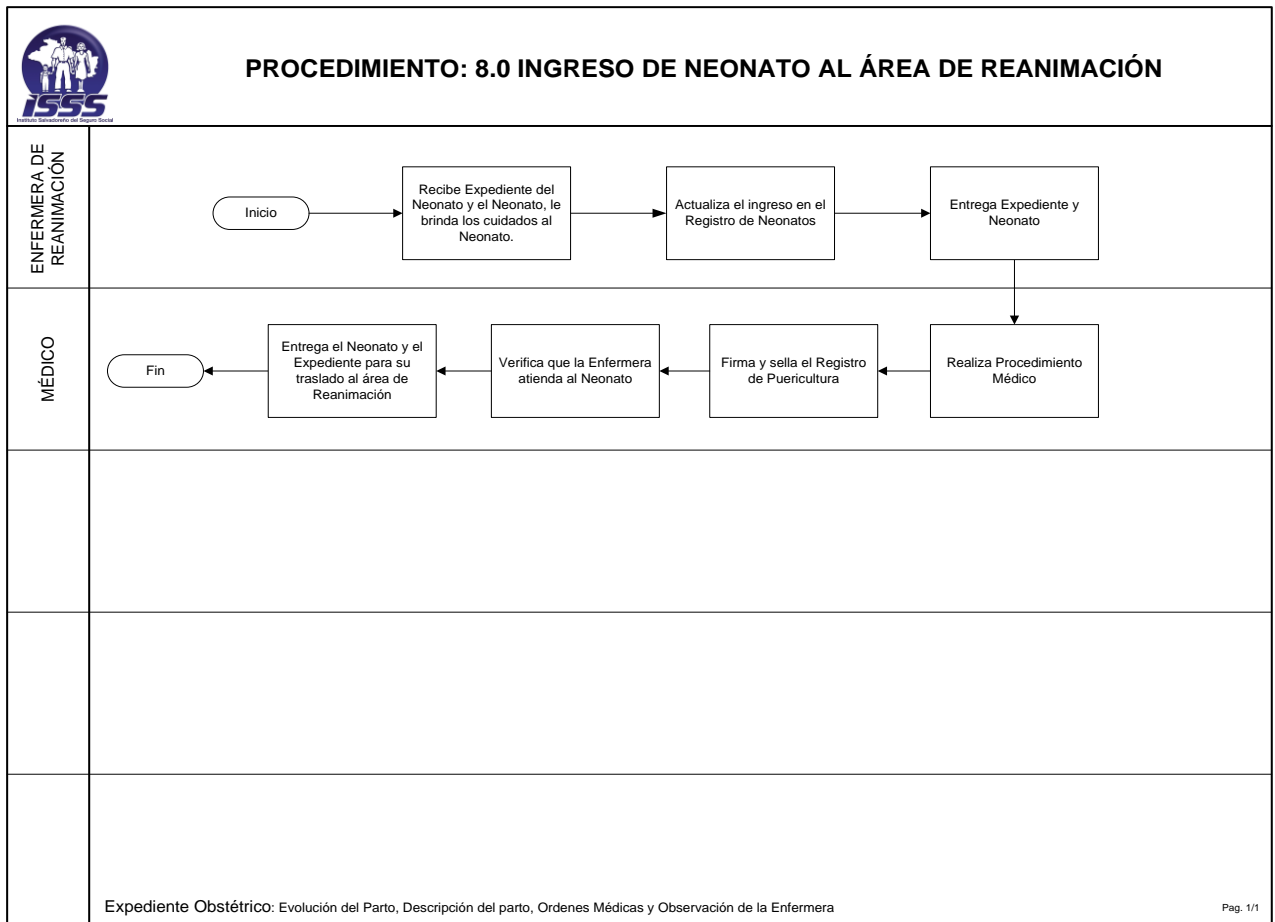 ISSS
Instituto Salvadoreño del Seguro Social
PROCEDIMIENTO: 8.0 INGRESO DE NEONATO AL ÁREA DE REANIMACIÓN
ENFERMERA DE
REANIMACIÓN
Inicio
Recibe Expediente del
Neonato y el Neonato, le
brinda los cuidados al
Neonato.
Actualiza el ingreso en el
Registro de Neonatos
Entrega Expediente y
Neonato
MÉDICO
Fin
Entrega el Neonato y el
Expediente para su
traslado al área de
Reanimación
Verifica que la Enfermera
atienda al Neonato
Firma y sella el Registro
de Puericultura
Realiza Procedimiento
Médico
Expediente Obstétrico: Evolución del Parto, Descripción del parto, Ordenes Médicas y Observación de la Enfermera
Pag. 1/1